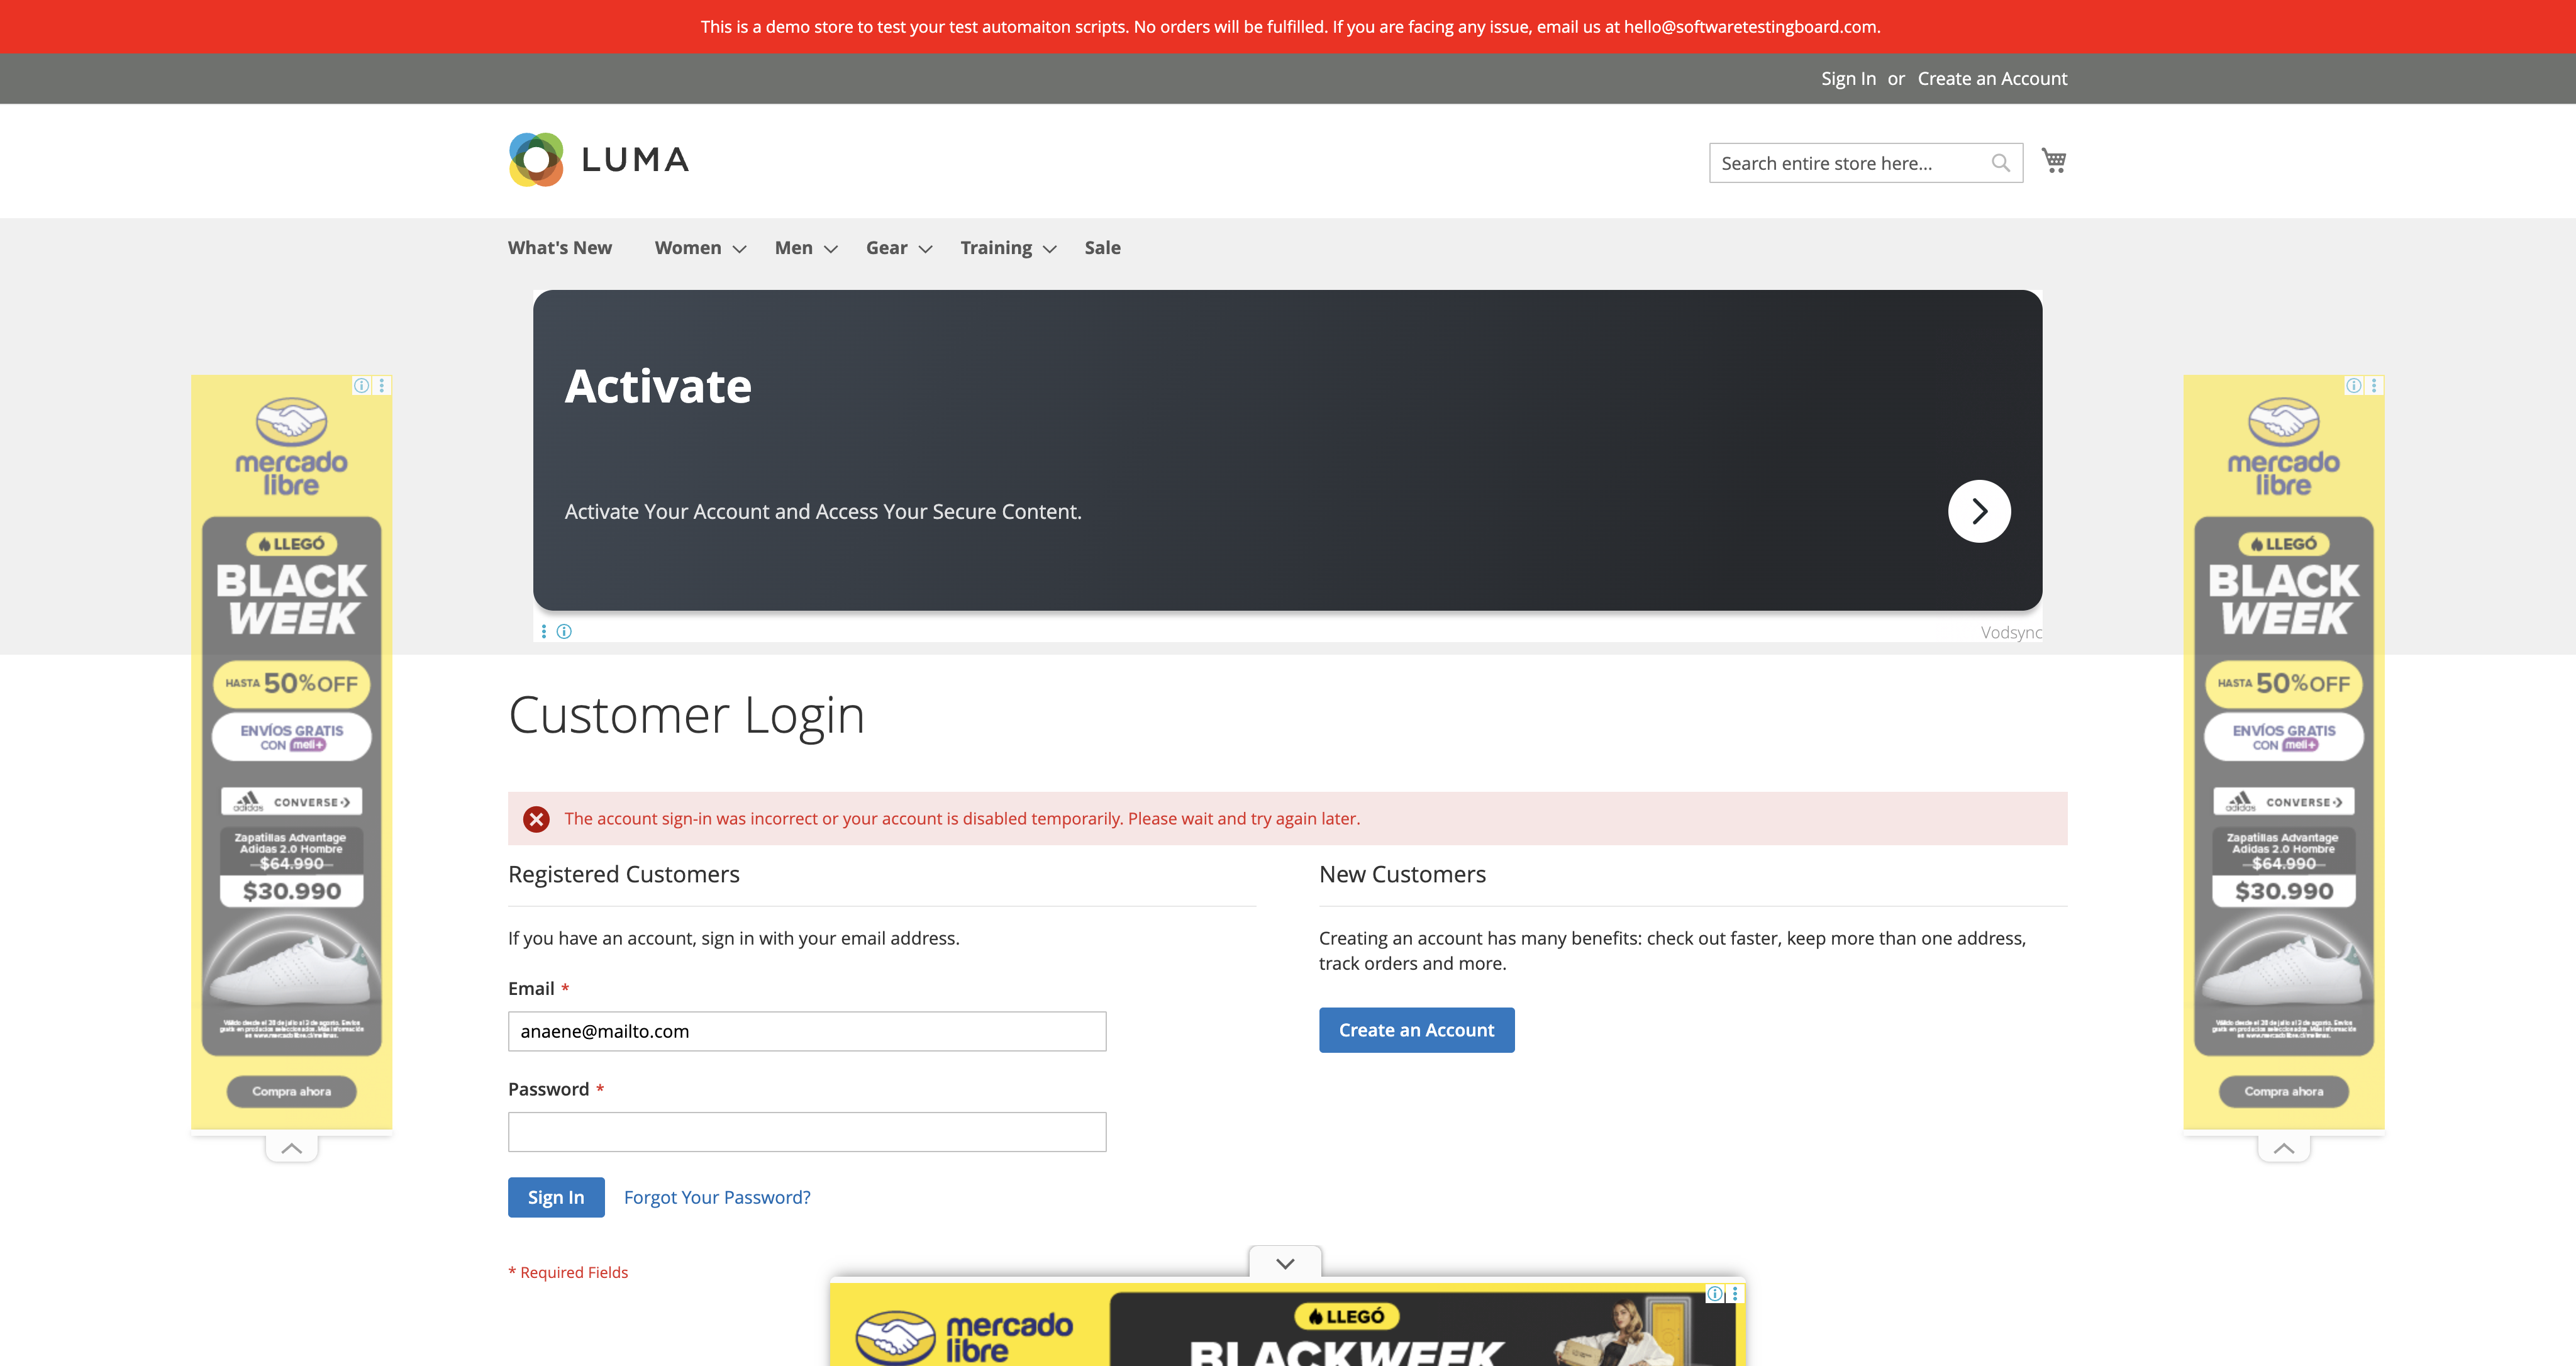 This is a demo store to test your test automaiton scripts. No orders will be fulfilled. If you are facing any issue, email us at hello@softwaretestingboard.com.
Sign In or Create an Account
LUMA
Search entire store here...
What's New Women Men Gear Training Sale
Activate
Activate Your Account and Access Your Secure Content.
Vodsync
mercado
libre
LLEGÓ
BLACK
WEEK
HASTA 50%OFF
ENVÍOS GRATIS
CON meli+
adidas CONVERSE
Zapatillas Advantage
Adidas 2.0 Hombre
$64.990
$30.990
Compra ahora
Customer Login
The account sign-in was incorrect or your account is disabled temporarily. Please wait and try again later.
Registered Customers
If you have an account, sign in with your email address.
Email *
anaene@mailto.com
Password *
Sign In Forgot Your Password?
* Required Fields
New Customers
Creating an account has many benefits: check out faster, keep more than one address,
track orders and more.
Create an Account
mercado
libre
LLEGÓ
BLACK
WEEK
HASTA 50%OFF
ENVÍOS GRATIS
CON meli+
adidas CONVERSE
Zapatillas Advantage
Adidas 2.0 Hombre
$64.990
$30.990
Compra ahora
mercado
libre
LLEGÓ
BLACKWEEK